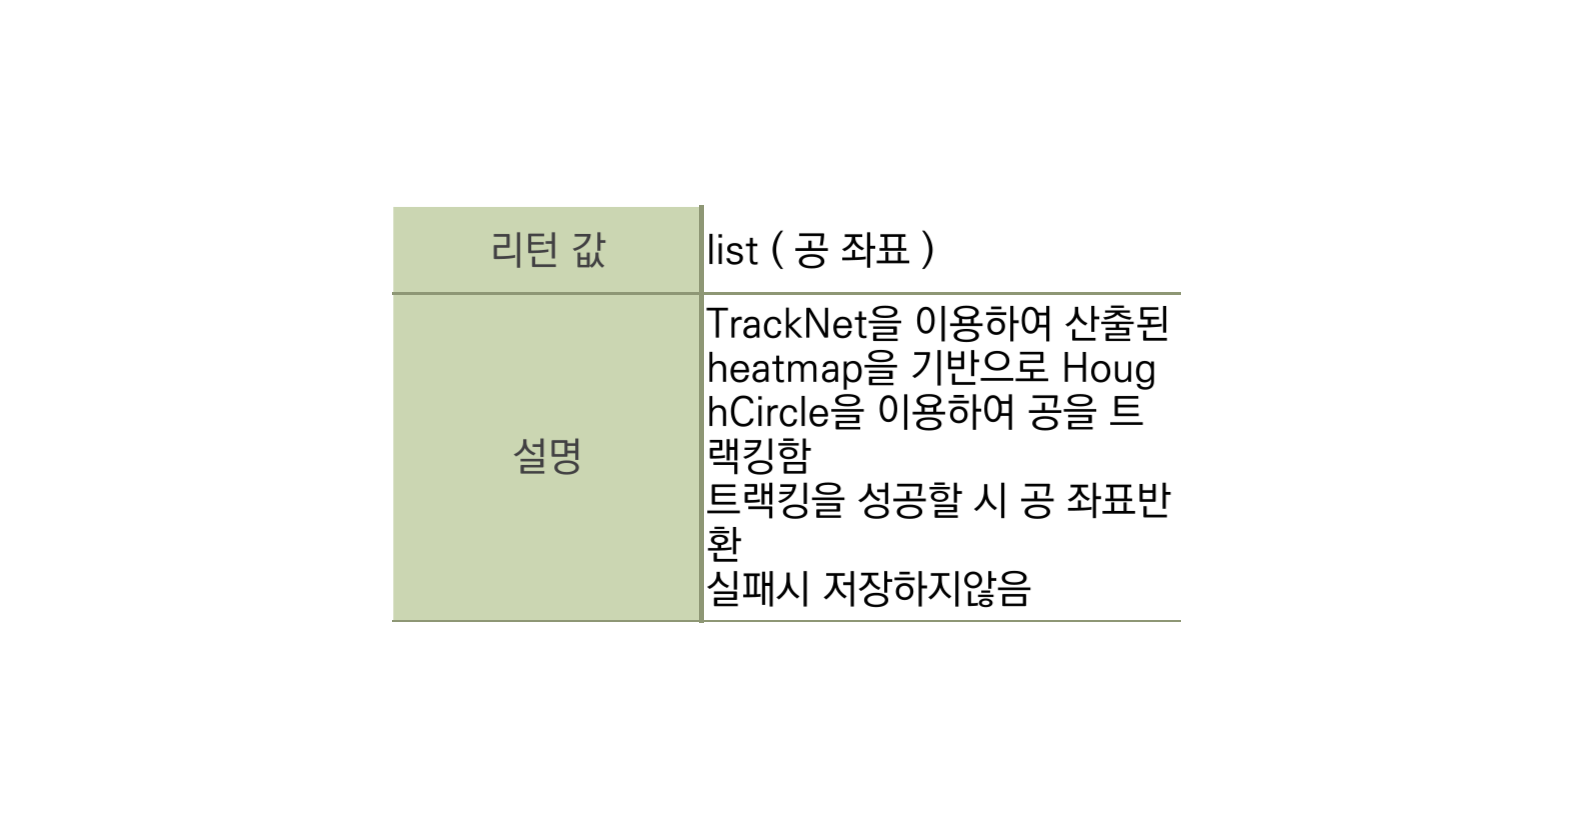 리턴 값
list ( 공 좌표 )
설명
TrackNet을 이용하여 산출된
heatmap을 기반으로 Houg
hCircle을 이용하여 공을 트
랙킹함
트랙킹을 성공할 시 공 좌표반
환
실패시 저장하지않음